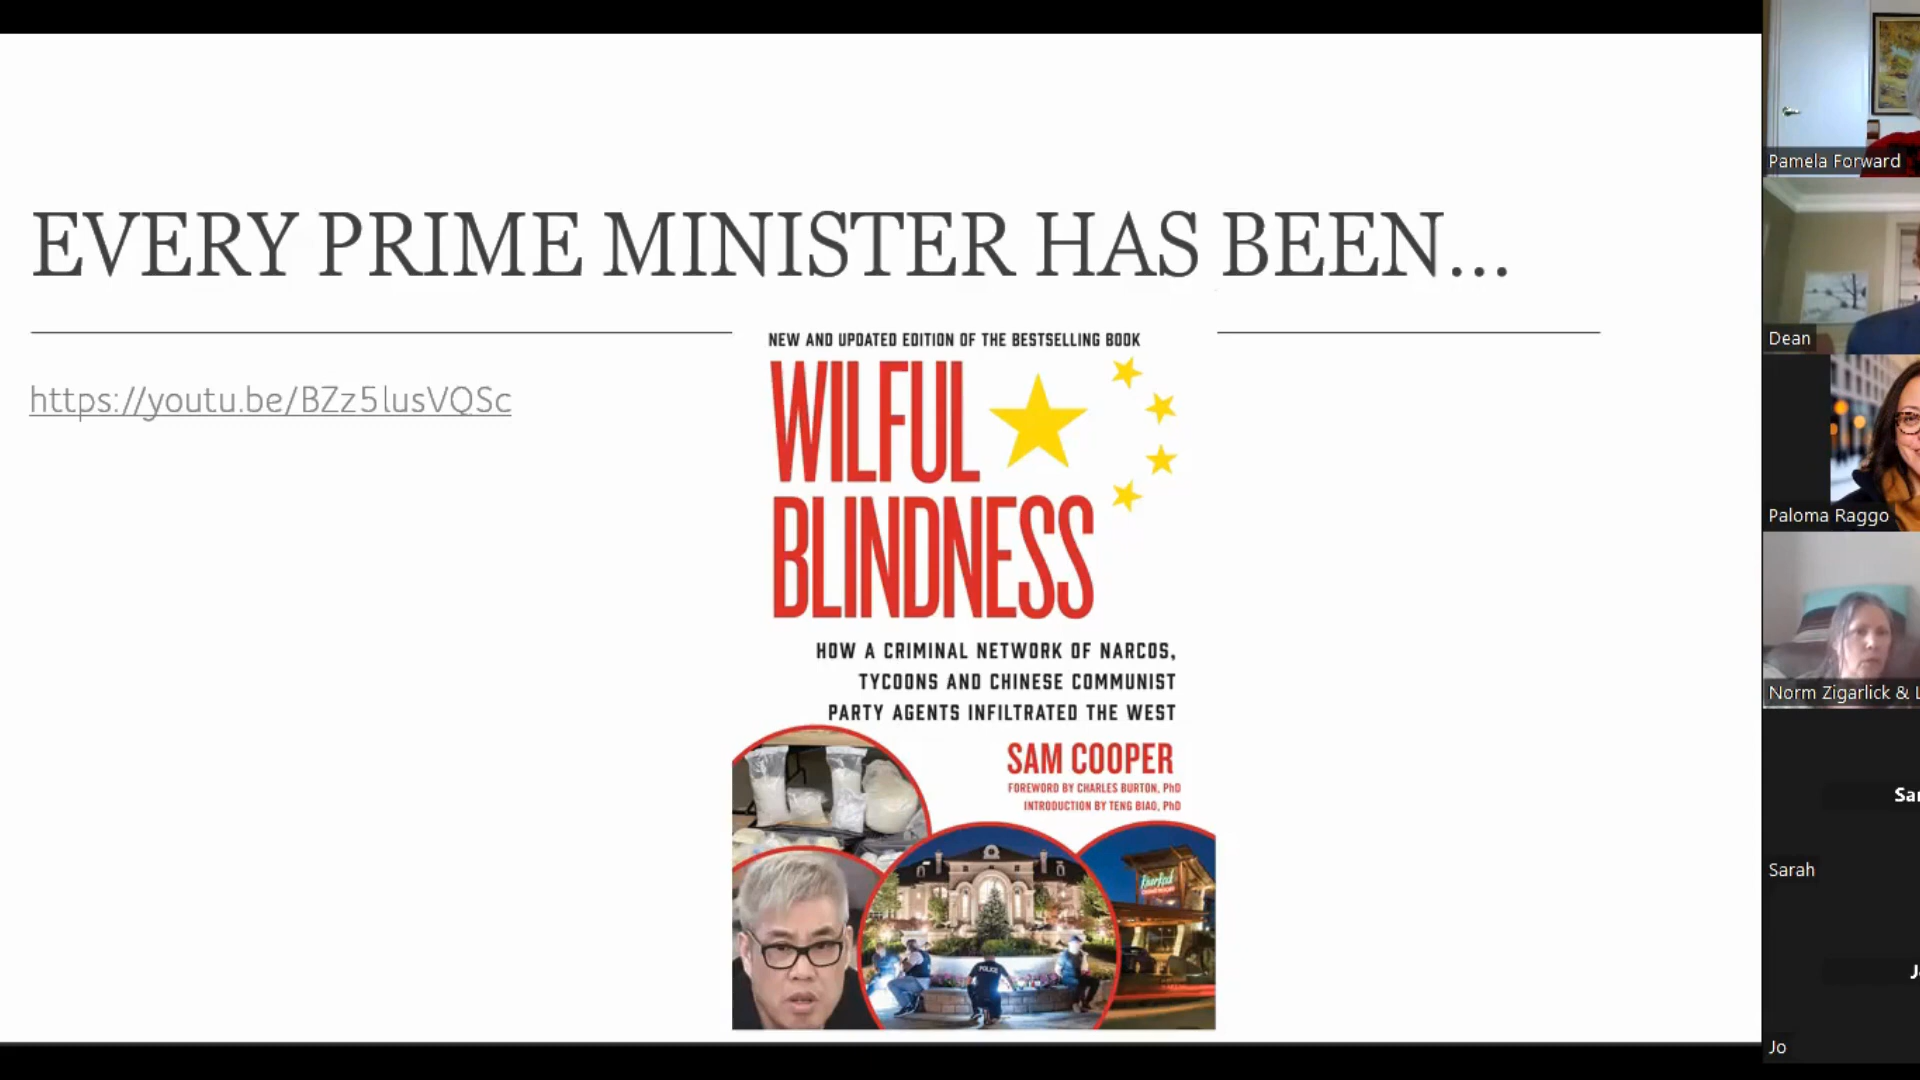 EVERY PRIME MINISTER HAS BEEN...
https://youtu.be/BZz5lusVQSc
NEW AND UPDATED EDITION OF THE BESTSELLING BOOK
WILFUL
BLINDNESS
HOW A CRIMINAL NETWORK OF NARCOS,
TYCOONS AND CHINESE COMMUNIST
PARTY AGENTS INFILTRATED THE WEST
SAM COOPER
FOREWORD BY CHARLES BURTON, PhD
INTRODUCTION BY TENG BIAO, PhD
POLICE
Pamela Forward
Dean
Paloma Raggo
Norm Zigarlick & L
Sar
Sarah
Jo